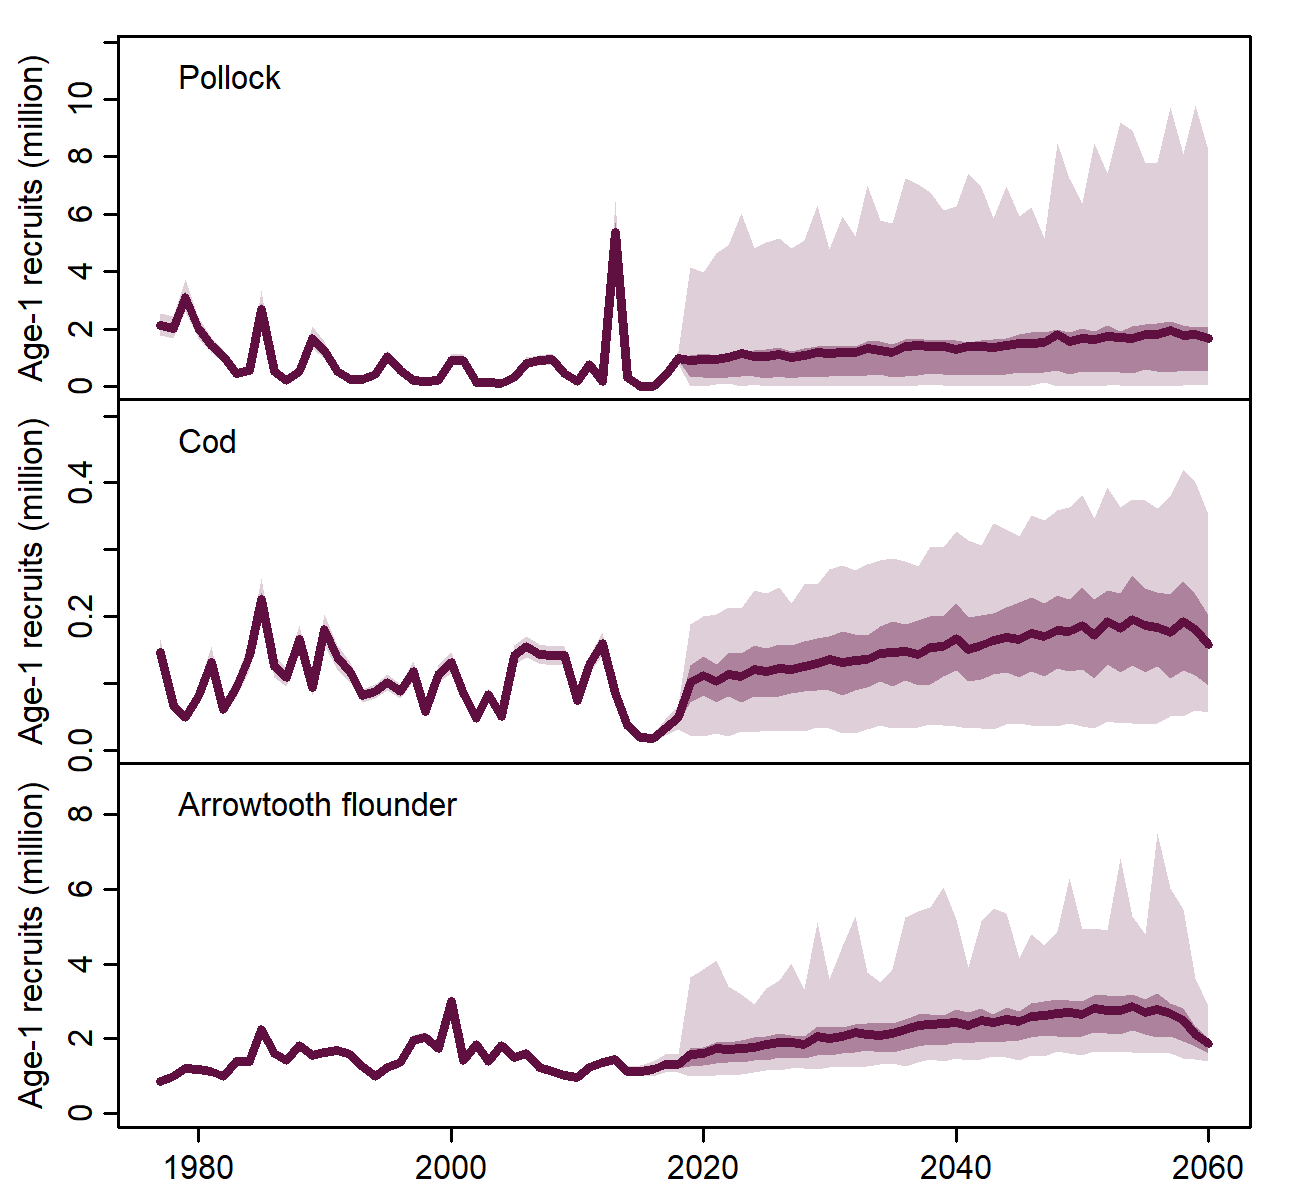 Pollock
Age-1 recruits (million)
10
8
6
4
2
0
Cod
Age-1 recruits (million)
0.4
0.2
0.0
Arrowtooth flounder
Age-1 recruits (million)
8
6
4
2
0
1980 2000 2020 2040 2060